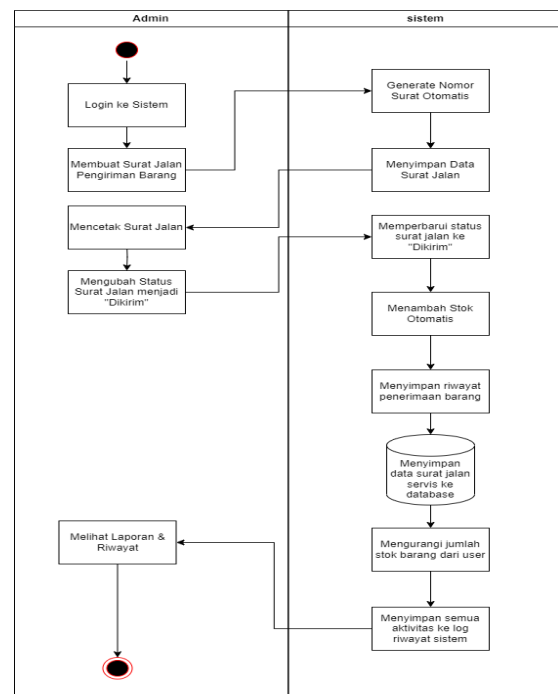 Admin
sistem
Login ke Sistem
Membuat Surat Jalan
Pengiriman Barang
Generate Nomor
Surat Otomatis
Menyimpan Data
Surat Jalan
Mencetak Surat Jalan
Mengubah Status
Surat Jalan menjadi
"Dikirim"
Memperbarui status
surat jalan ke
"Dikirim"
Menambah Stok
Otomatis
Menyimpan riwayat
penerimaan barang
Menyimpan
data surat jalan
servis ke
database
Mengurangi jumlah
stok barang dari user
Menyimpan semua
aktivitas ke log
riwayat sistem
Melihat Laporan &
Riwayat